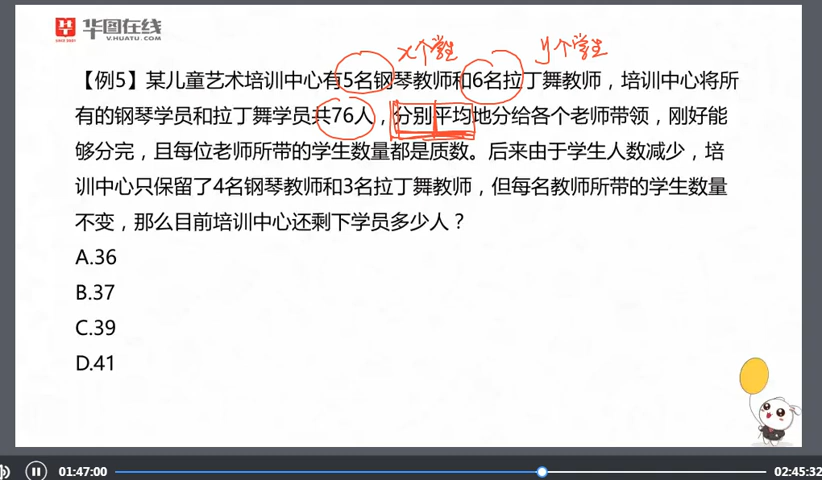 华图在线
V.HUATU.COM
x个学生 y个学生
【例5】某儿童艺术培训中心有5名钢琴教师和6名拉丁舞教师，培训中心将所
有的钢琴学员和拉丁舞学员共76人，分别平均地分给各个老师带领，刚好能
够分完，且每位老师所带的学生数量都是质数。后来由于学生人数减少，培
训中心只保留了4名钢琴教师和3名拉丁舞教师，但每名教师所带的学生数量
不变，那么目前培训中心还剩下学员多少人？
A.36
B.37
C.39
D.41
01:47:00 02:45:32